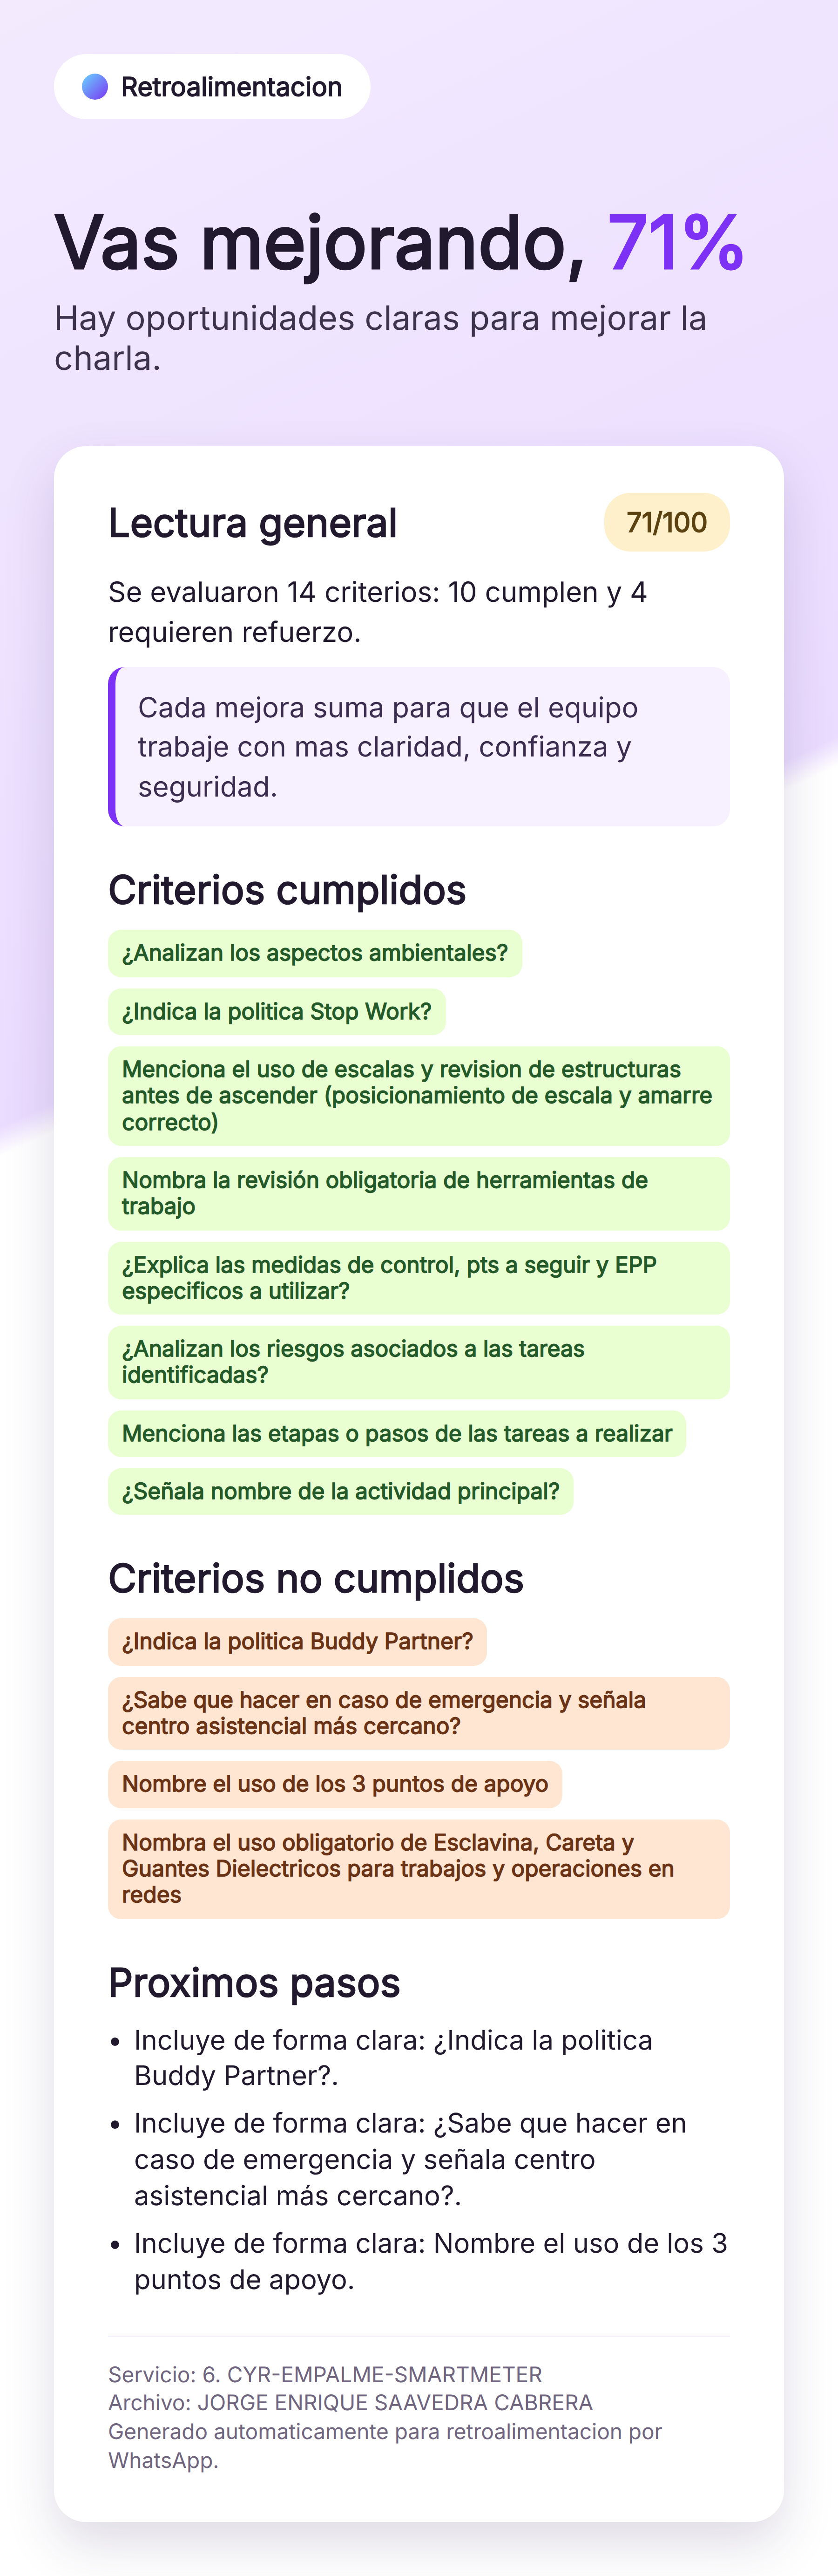 Retroalimentacion
Vas mejorando, 71%
Hay oportunidades claras para mejorar la
charla.
Lectura general
71/100
Se evaluaron 14 criterios: 10 cumplen y 4
requieren refuerzo.
Cada mejora suma para que el equipo
trabaje con mas claridad, confianza y
seguridad.
Criterios cumplidos
¿Analizan los aspectos ambientales?
¿Indica la politica Stop Work?
Menciona el uso de escalas y revision de estructuras
antes de ascender (posicionamiento de escala y amarre
correcto)
Nombra la revisión obligatoria de herramientas de
trabajo
¿Explica las medidas de control, pts a seguir y EPP
especificos a utilizar?
¿Analizan los riesgos asociados a las tareas
identificadas?
Menciona las etapas o pasos de las tareas a realizar
¿Señala nombre de la actividad principal?
Criterios no cumplidos
¿Indica la politica Buddy Partner?
¿Sabe que hacer en caso de emergencia y señala
centro asistencial más cercano?
Nombre el uso de los 3 puntos de apoyo
Nombra el uso obligatorio de Esclavina, Careta y
Guantes Dielectricos para trabajos y operaciones en
redes
Proximos pasos
• Incluye de forma clara: ¿Indica la politica
Buddy Partner?.
• Incluye de forma clara: ¿Sabe que hacer en
caso de emergencia y señala centro
asistencial más cercano?.
• Incluye de forma clara: Nombre el uso de los 3
puntos de apoyo.
Servicio: 6. CYR-EMPALME-SMARTMETER
Archivo: JORGE ENRIQUE SAAVEDRA CABRERA
Generado automaticamente para retroalimentacion por
WhatsApp.